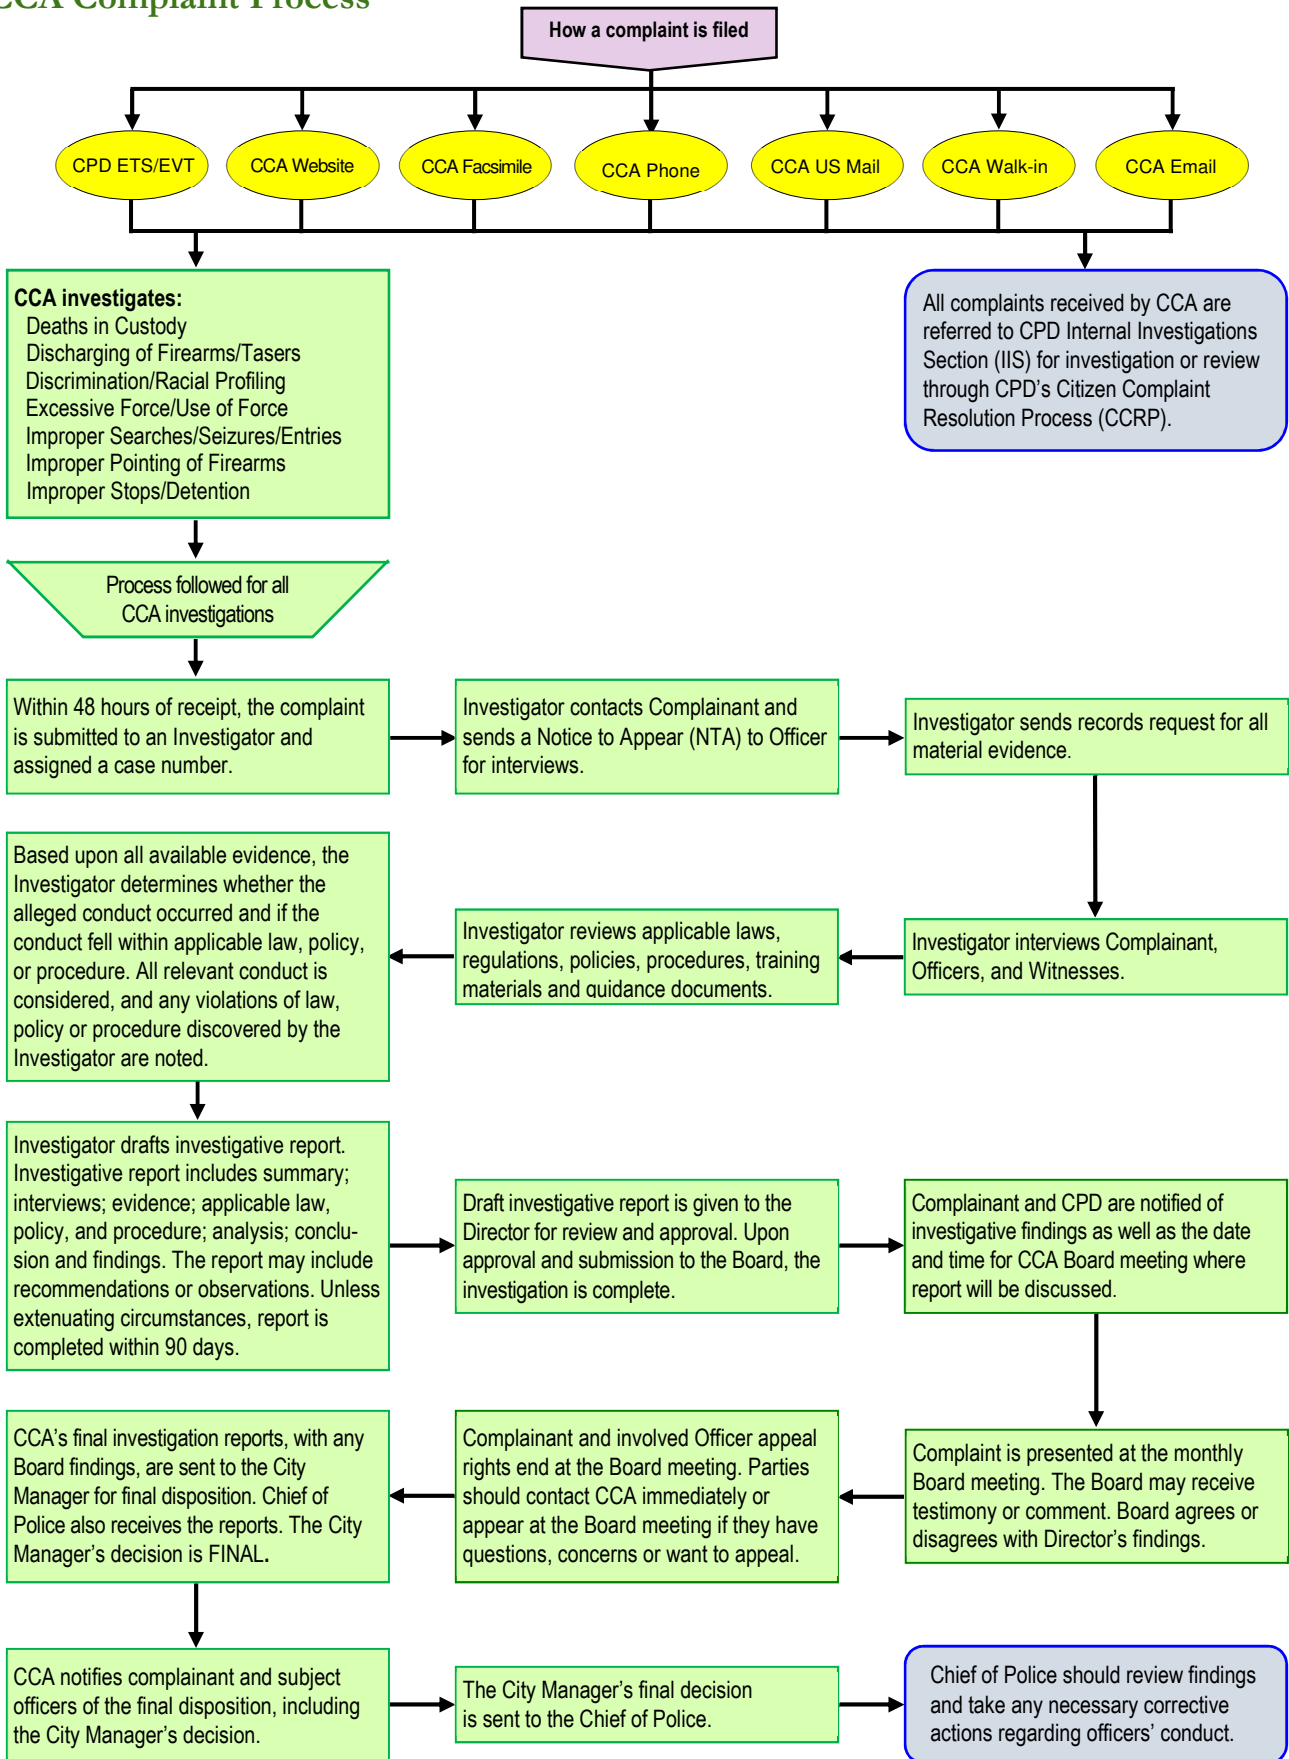 CCA Complaint Process
How a complaint is filed
CPD ETS/EVT
CCA Website
CCA Facsimile
CCA Phone
CCA US Mail
CCA Walk-in
CCA Email
CCA investigates:
Deaths in Custody
Discharging of Firearms/Tasers
Discrimination/Racial Profiling
Excessive Force/Use of Force
Improper Searches/Seizures/Entries
Improper Pointing of Firearms
Improper Stops/Detention
All complaints received by CCA are
referred to CPD Internal Investigations
Section (IIS) for investigation or review
through CPD's Citizen Complaint
Resolution Process (CCRP).
Process followed for all
CCA investigations
Within 48 hours of receipt, the complaint
is submitted to an Investigator and
assigned a case number.
Investigator contacts Complainant and
sends a Notice to Appear (NTA) to Officer
for interviews.
Investigator sends records request for all
material evidence.
Investigator interviews Complainant,
Officers, and Witnesses.
Investigator reviews applicable laws,
regulations, policies, procedures, training
materials and guidance documents.
Based upon all available evidence, the
Investigator determines whether the
alleged conduct occurred and if the
conduct fell within applicable law, policy,
or procedure. All relevant conduct is
considered, and any violations of law,
policy or procedure discovered by the
Investigator are noted.
Investigator drafts investigative report.
Investigative report includes summary;
interviews; evidence; applicable law,
policy, and procedure; analysis; conclu-
sion and findings. The report may include
recommendations or observations. Unless
extenuating circumstances, report is
completed within 90 days.
Draft investigative report is given to the
Director for review and approval. Upon
approval and submission to the Board, the
investigation is complete.
Complainant and CPD are notified of
investigative findings as well as the date
and time for CCA Board meeting where
report will be discussed.
Complaint is presented at the monthly
Board meeting. The Board may receive
testimony or comment. Board agrees or
disagrees with Director's findings.
Complainant and involved Officer appeal
rights end at the Board meeting. Parties
should contact CCA immediately or
appear at the Board meeting if they have
questions, concerns or want to appeal.
CCA's final investigation reports, with any
Board findings, are sent to the City
Manager for final disposition. Chief of
Police also receives the reports. The City
Manager's decision is FINAL.
CCA notifies complainant and subject
officers of the final disposition, including
the City Manager's decision.
The City Manager's final decision
is sent to the Chief of Police.
Chief of Police should review findings
and take any necessary corrective
actions regarding officers' conduct.